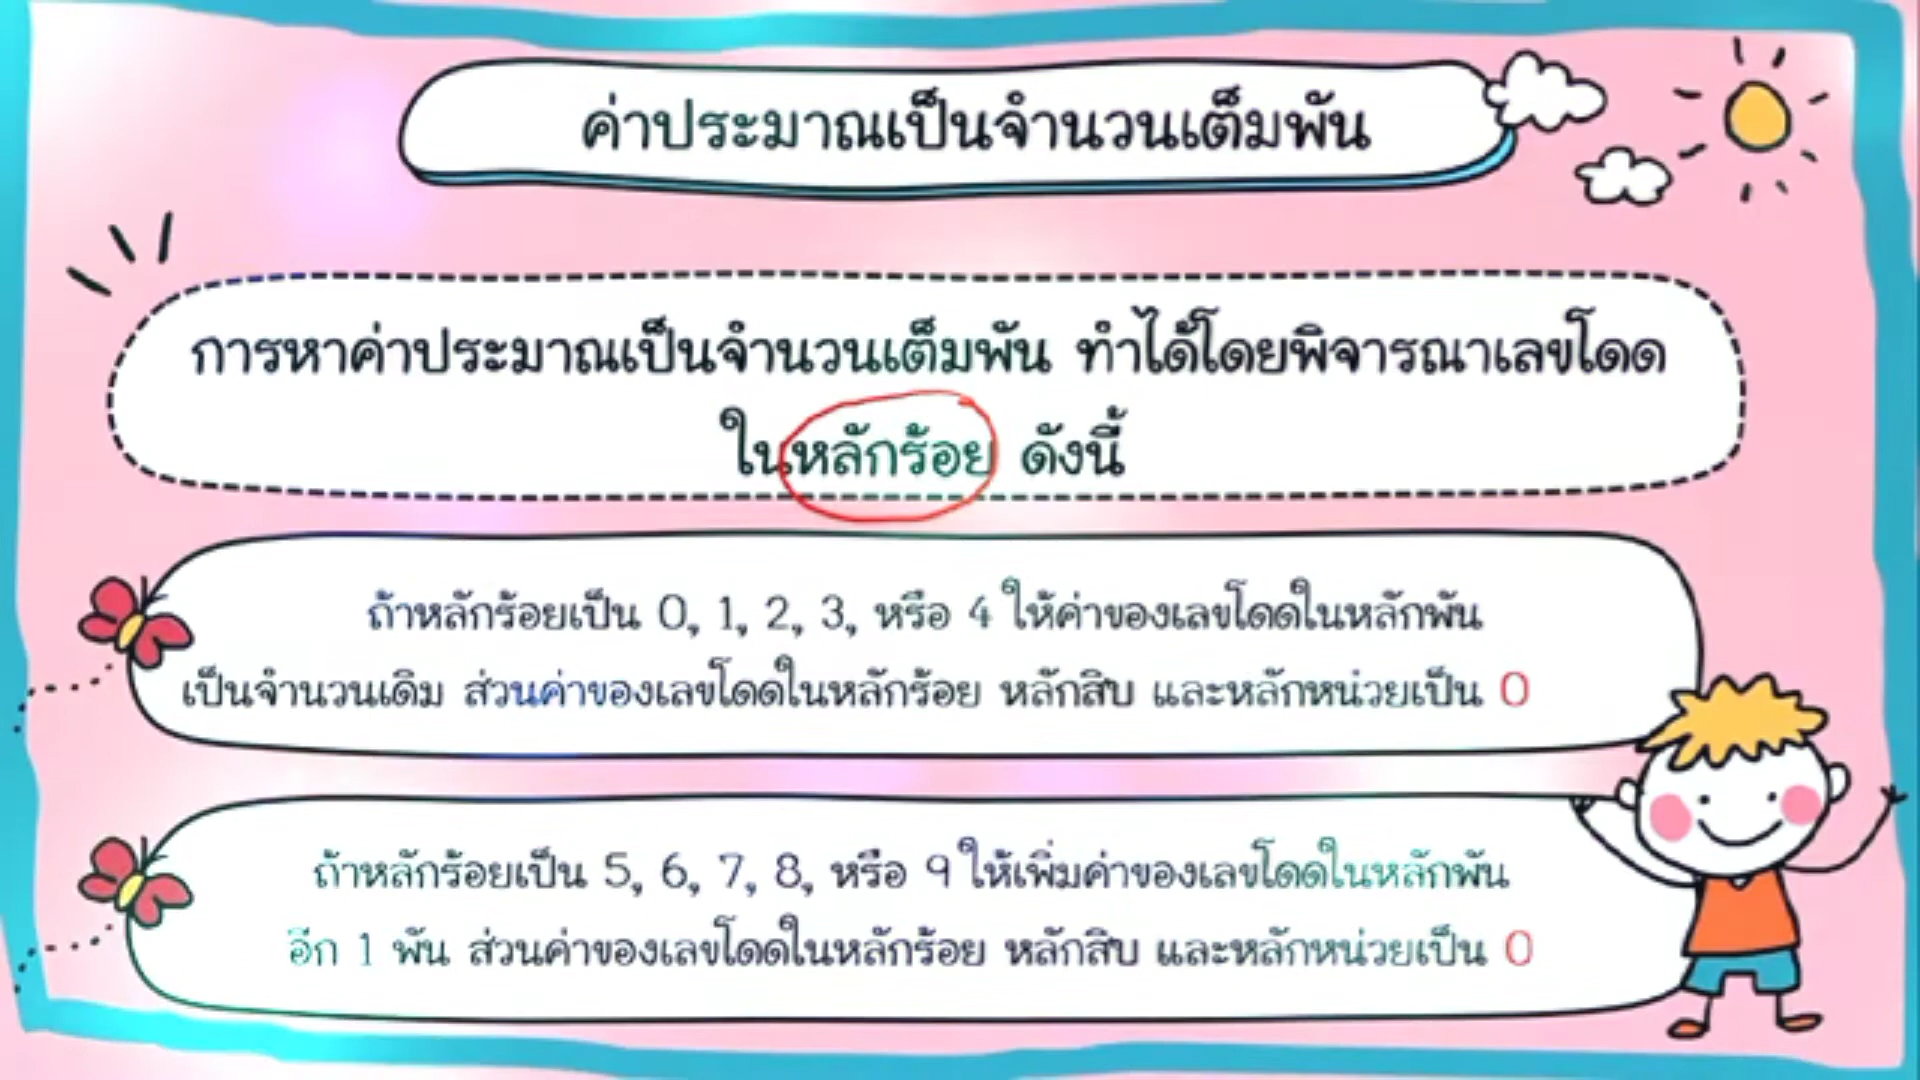 ค่าประมาณเป็นจำนวนเต็มพัน
การหาค่าประมาณเป็นจำนวนเต็มพัน ทำได้โดยพิจารณาเลขโดด
ในหลักร้อย ดังนี้
ถ้าหลักร้อยเป็น 0, 1, 2, 3, หรือ 4 ให้ค่าของเลขโดดในหลักพัน
เป็นจำนวนเดิม ส่วนค่าของเลขโดดในหลักร้อย หลักสิบ และหลักหน่วยเป็น 0
ถ้าหลักร้อยเป็น 5, 6, 7, 8, หรือ 9 ให้เพิ่มค่าของเลขโดดในหลักพัน
อีก 1 พัน ส่วนค่าของเลขโดดในหลักร้อย หลักสิบ และหลักหน่วยเป็น 0